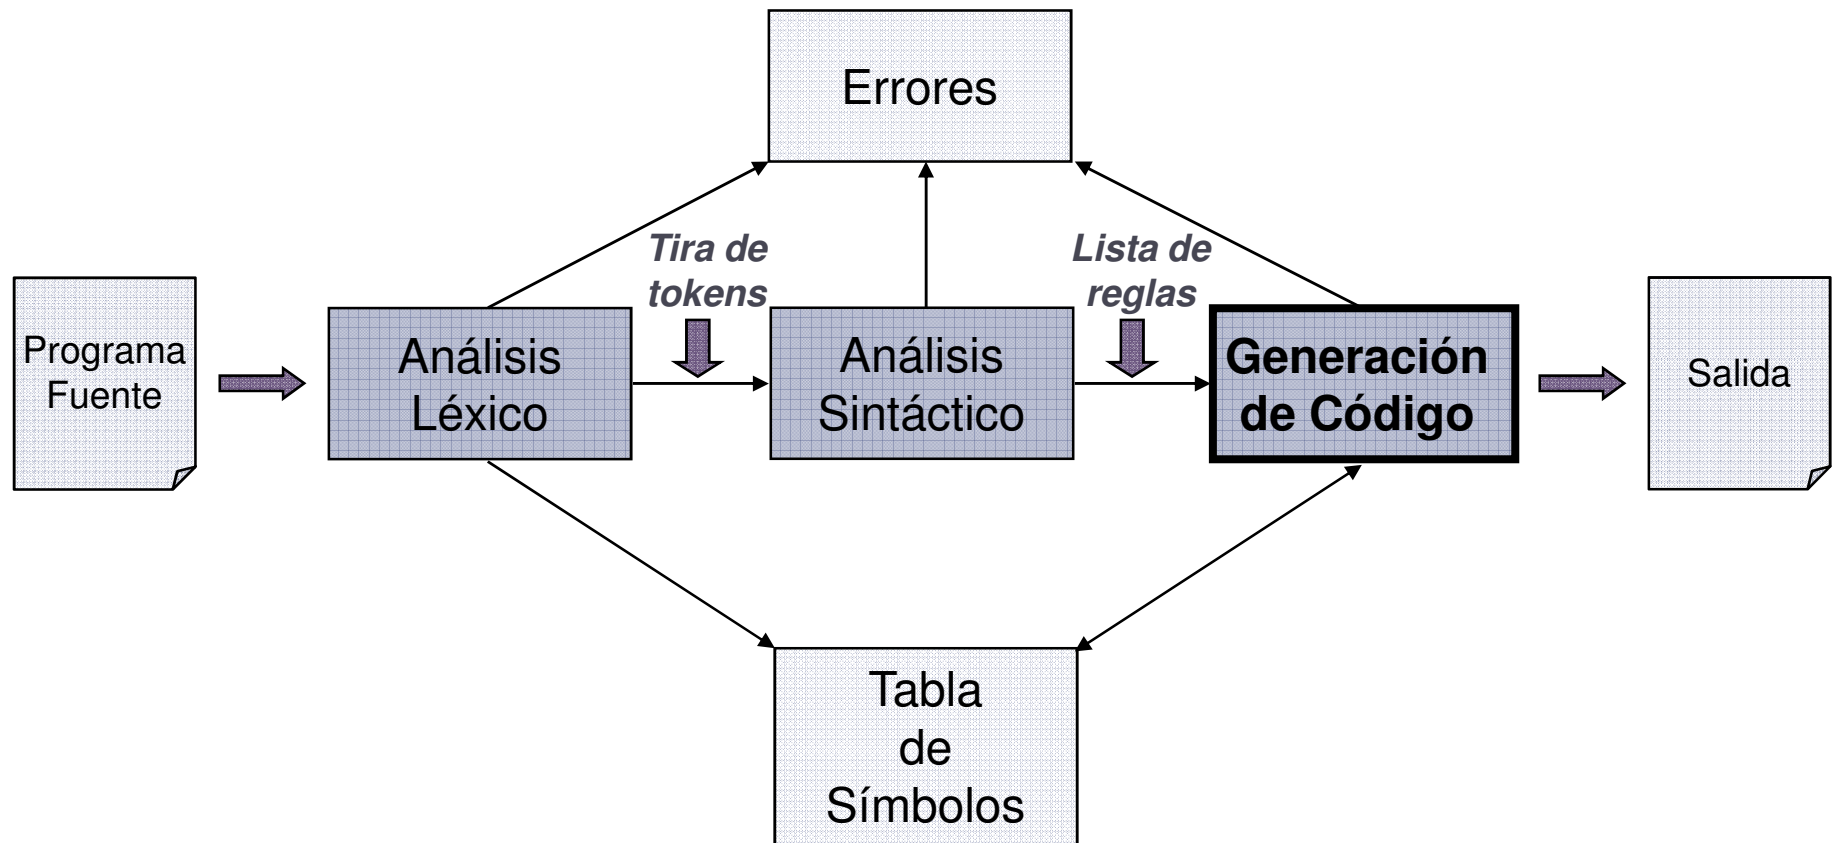 Errores
Tira de
tokens
Lista de
reglas
Programa
Fuente
Análisis
Léxico
Análisis
Sintáctico
Generación
de Código
Salida
Tabla
de
Símbolos